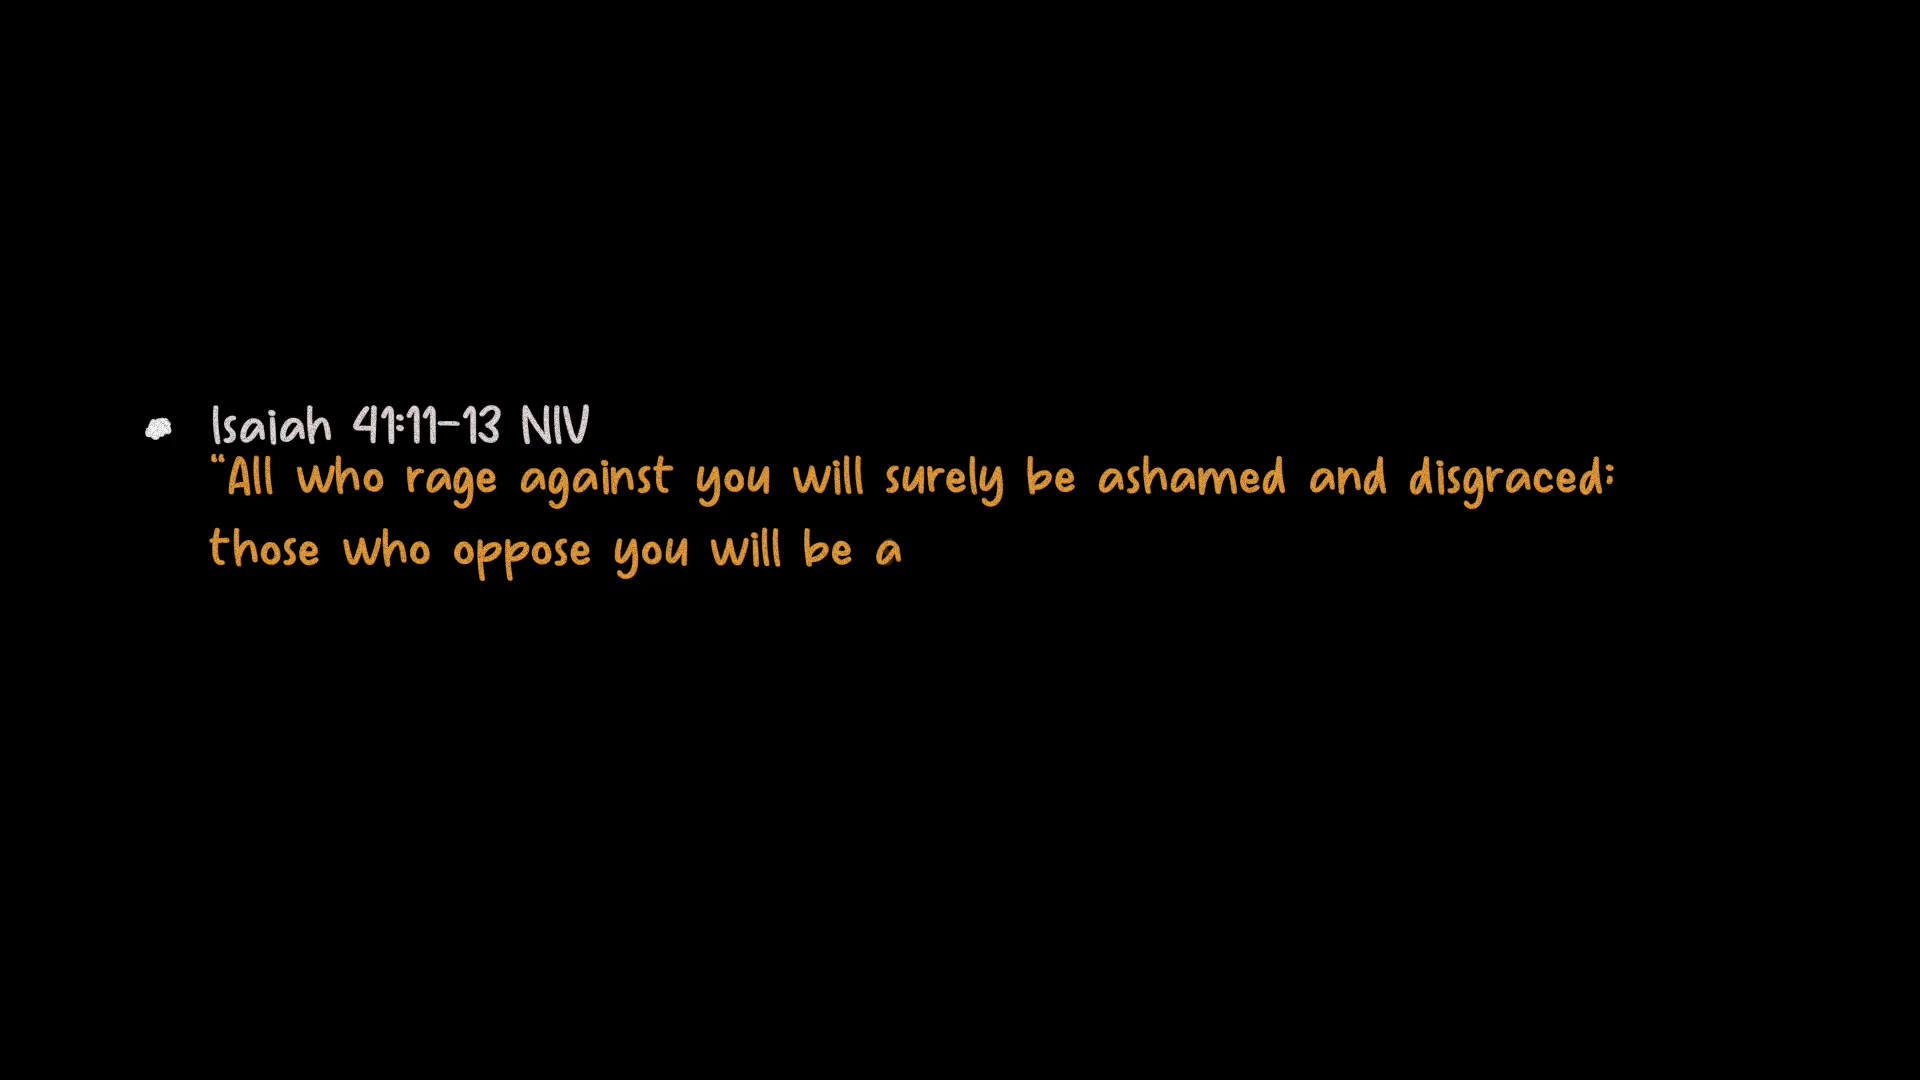 Isaiah 41:11-13 NIV
“All who rage against you will surely be ashamed and disgraced:
those who oppose you will be a